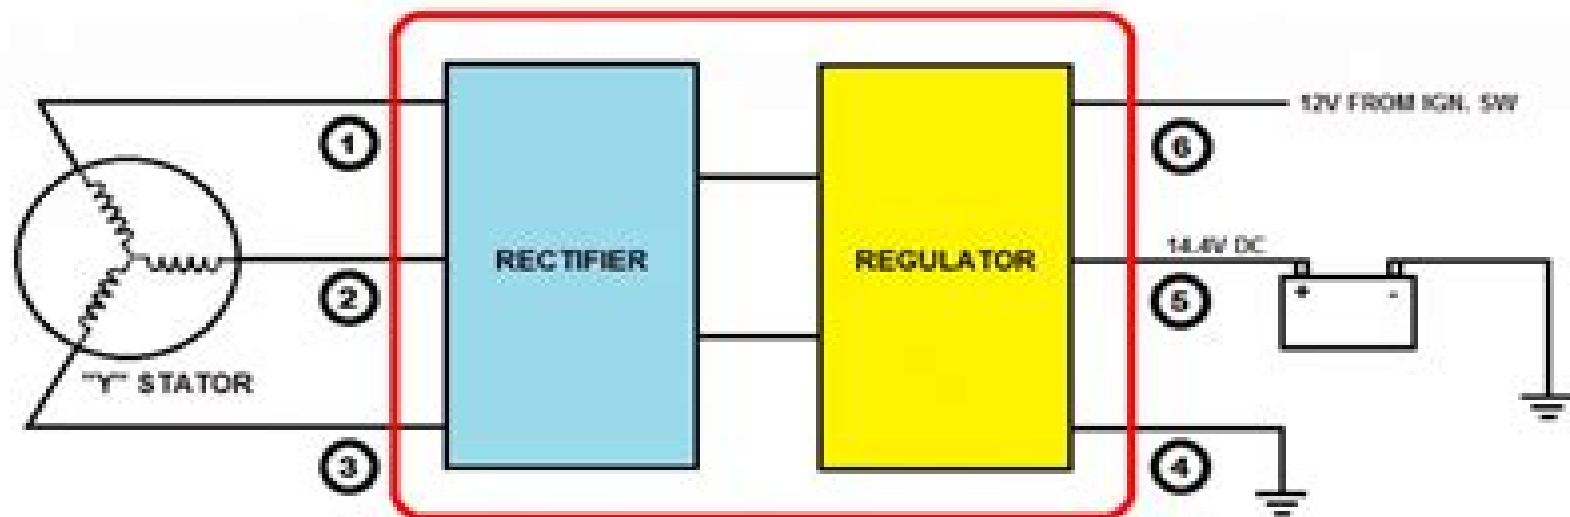 1
6
12V FROM IGN. SW
RECTIFIER
REGULATOR
14.4V DC
2
5
+ -
"Y" STATOR
3
4